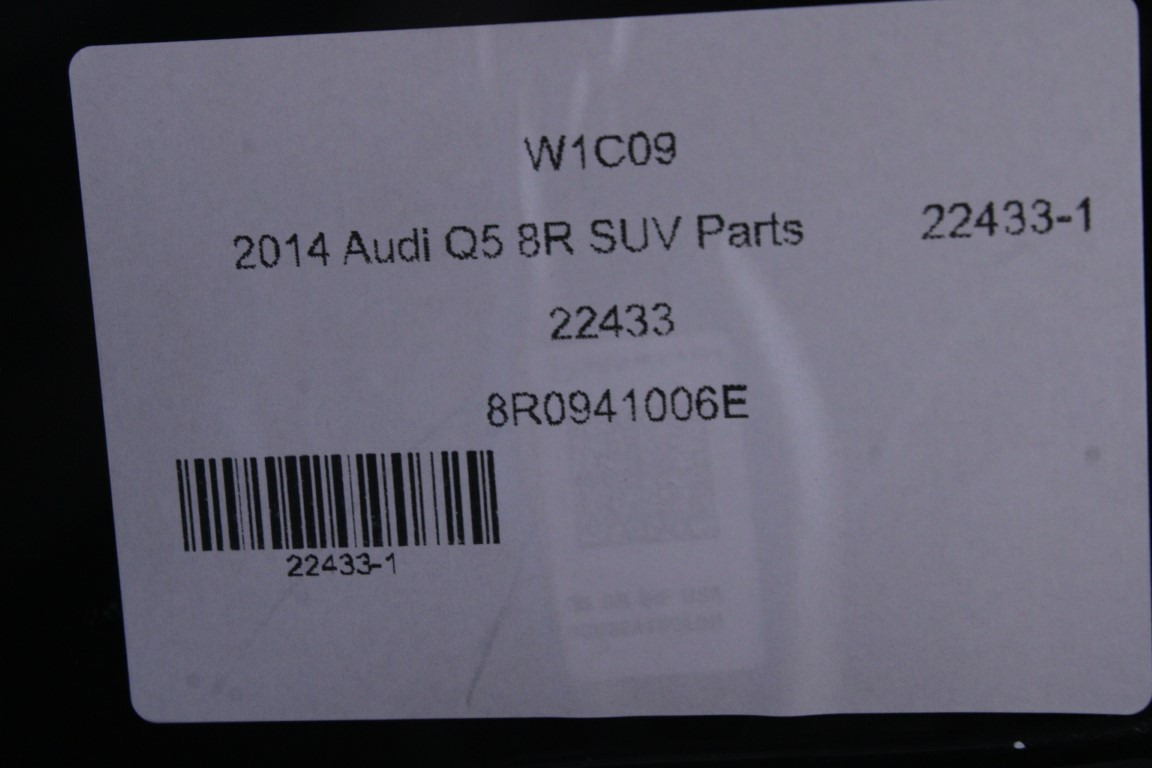 W1C09
2014 Audi Q5 8R SUV Parts 22433-1
22433
8R0941006E
22433-1